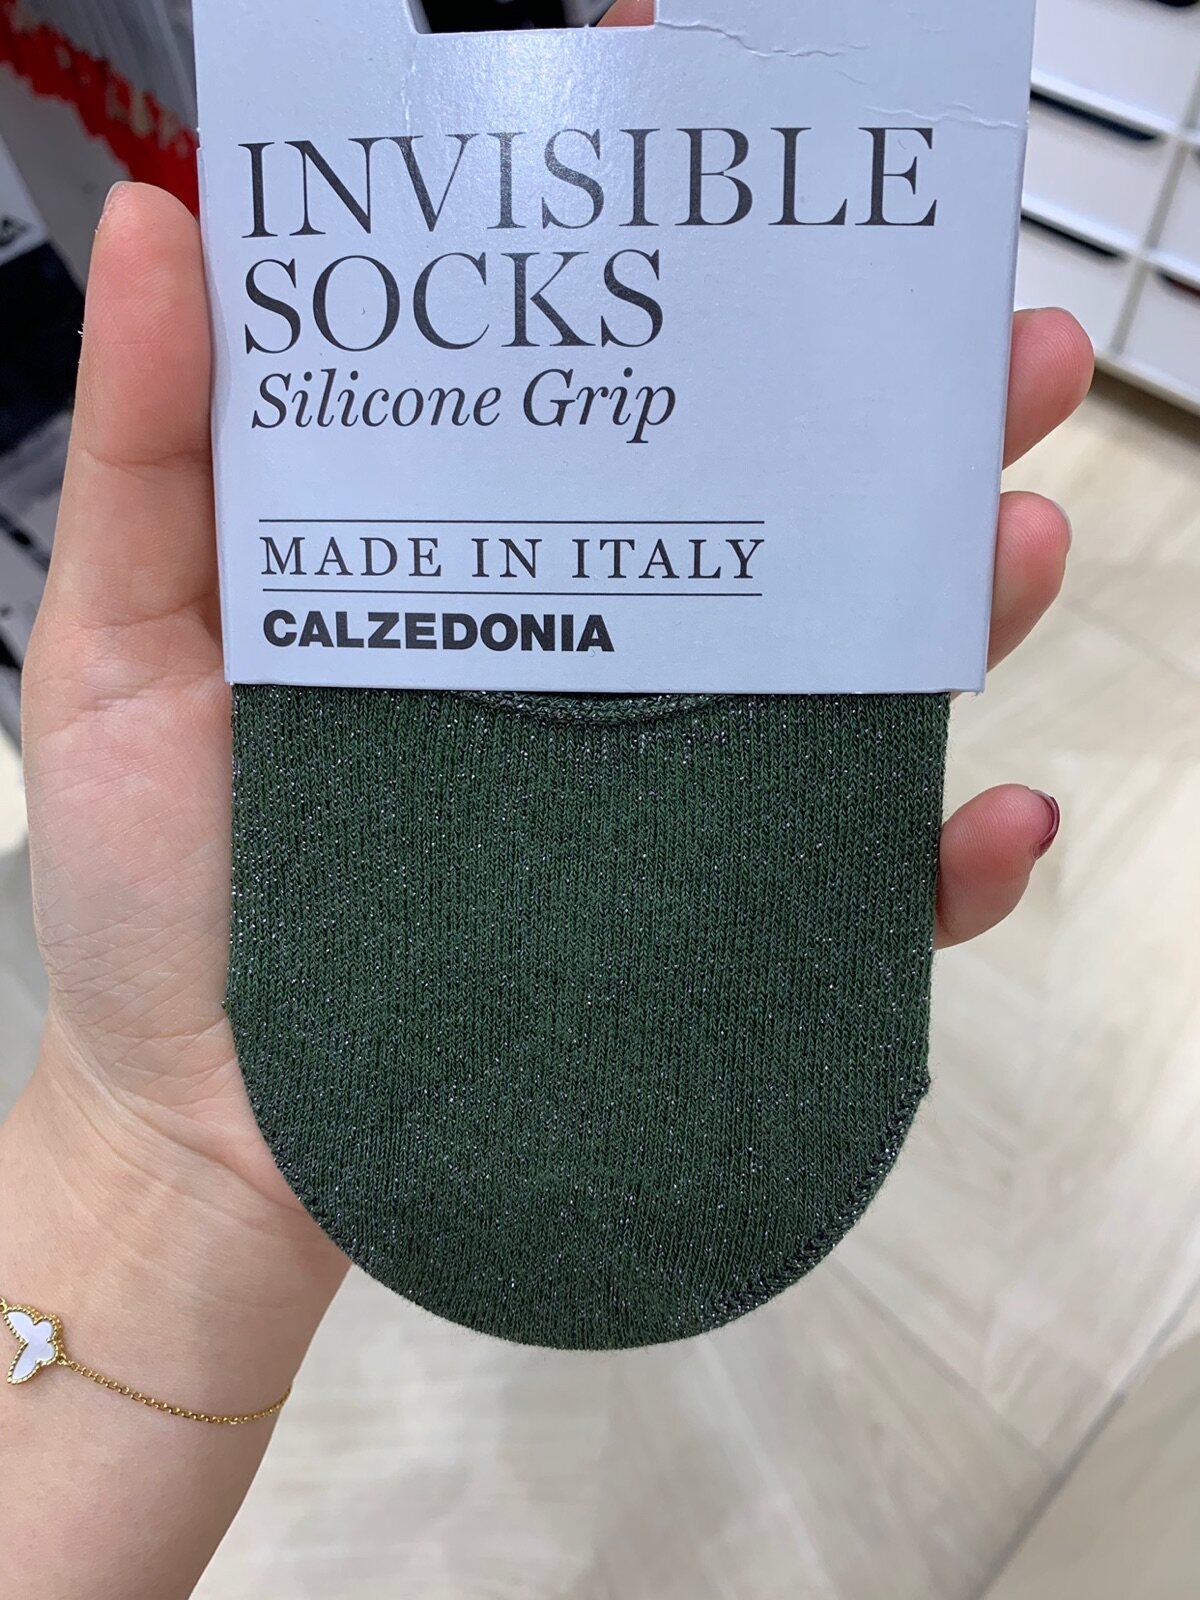 INVISIBLE
SOCKS
Silicone Grip
MADE IN ITALY
CALZEDONIA